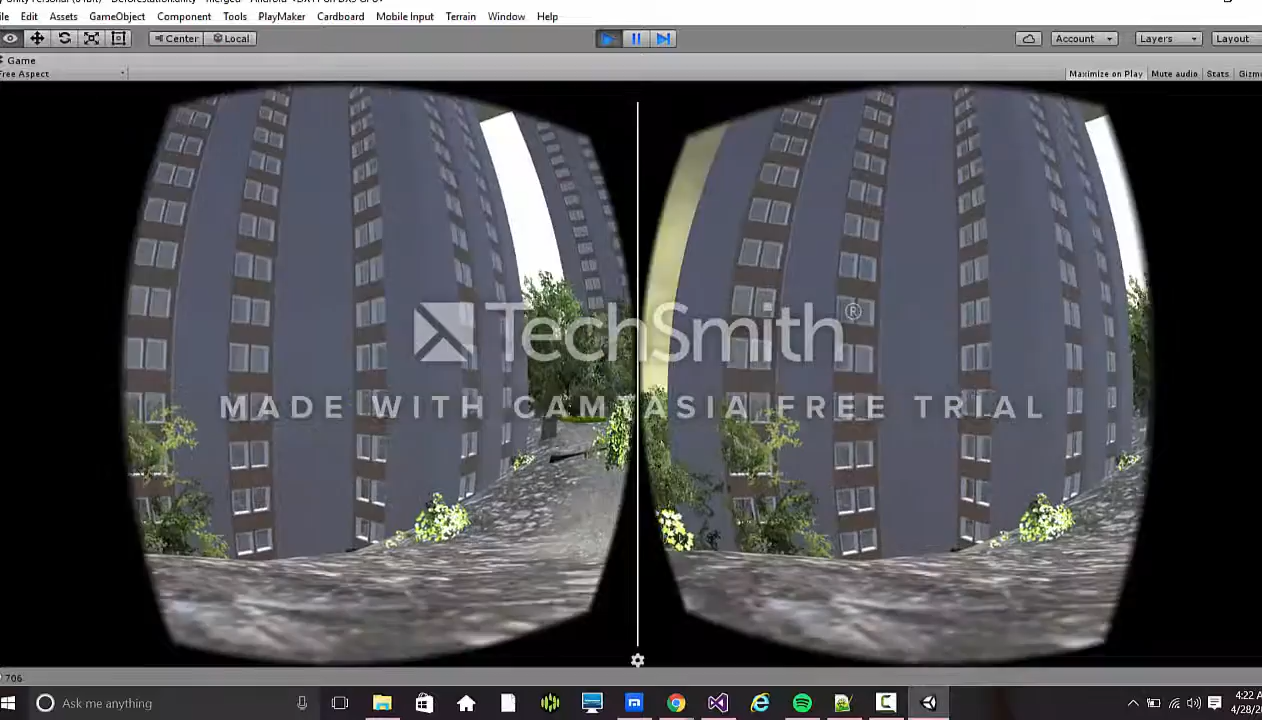 Edit Assets GameObject Component Tools PlayMaker Cardboard Mobile Input Terrain Window Help
Center Local Account Layers Layout
Game
Free Aspect Maximize on Play Mute audio Stats
TechSmith ®
MADE WITH CAMTASIA FREE TRIAL
706
Ask me anything
4:22